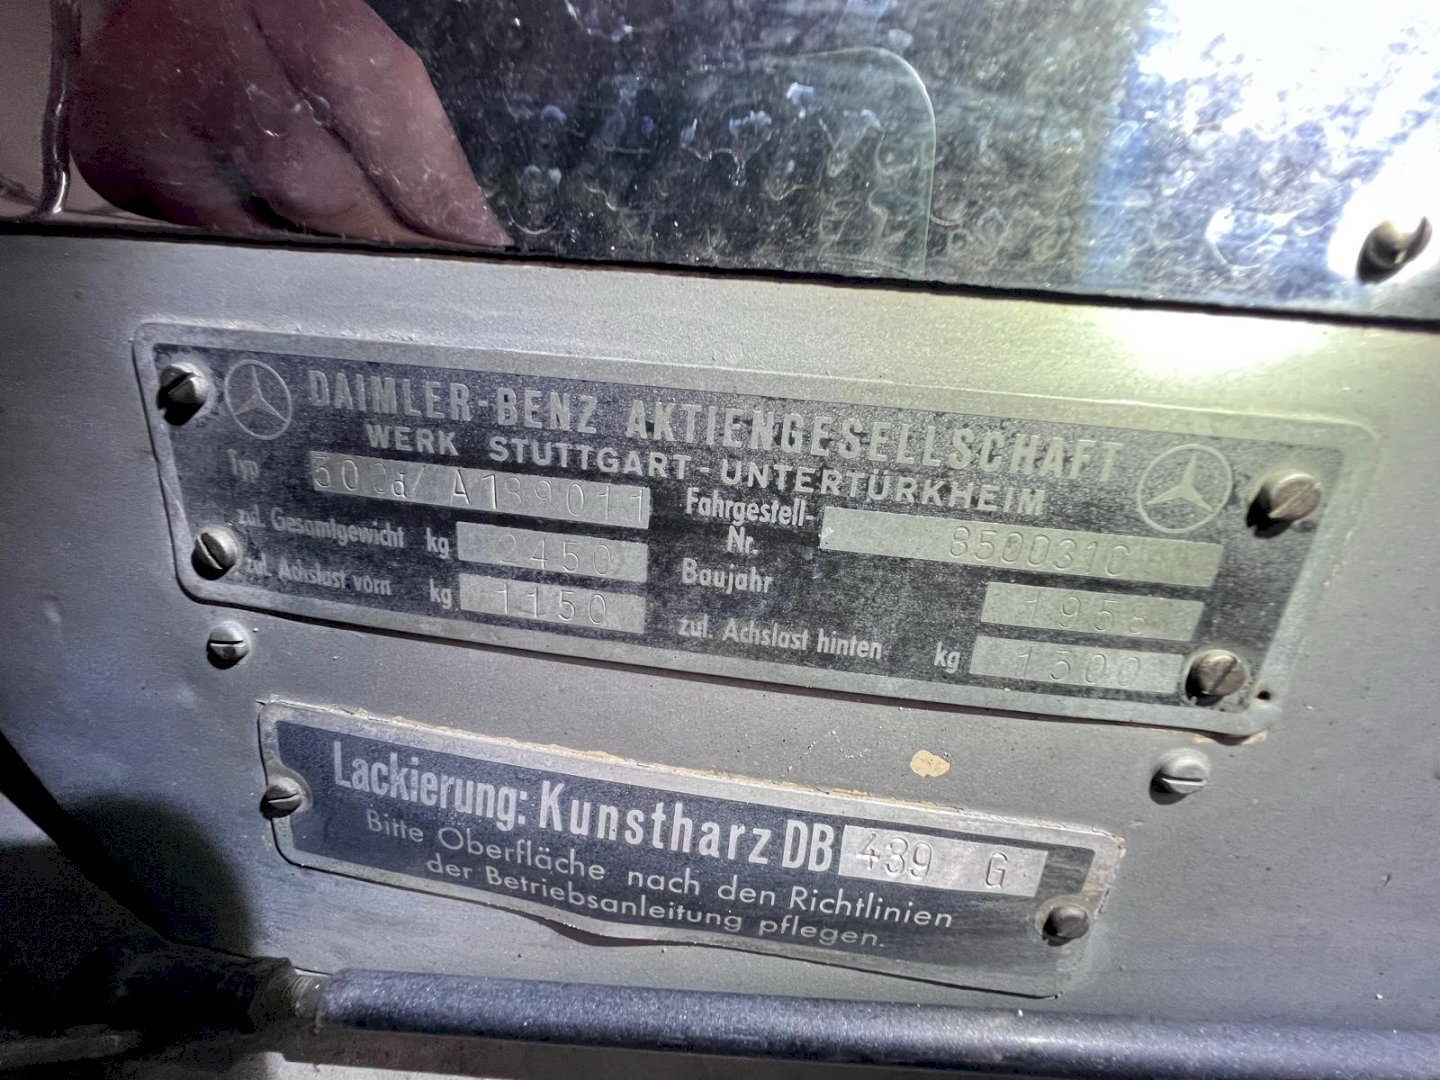 DAIMLER-BENZ AKTIENGESELLSCHAFT
WERK STUTTGART-UNTERTÜRKHEIM
Typ 300d/ A189011 Fahrgestell-Nr. 8500310
zul. Gesamtgewicht kg 2450 Baujahr
zul. Achslast vorn kg 1150 zul. Achslast hinten kg 1300
Lackierung: Kunstharz DB 439 G
Bitte Oberfläche nach den Richtlinien
der Betriebsanleitung pflegen.